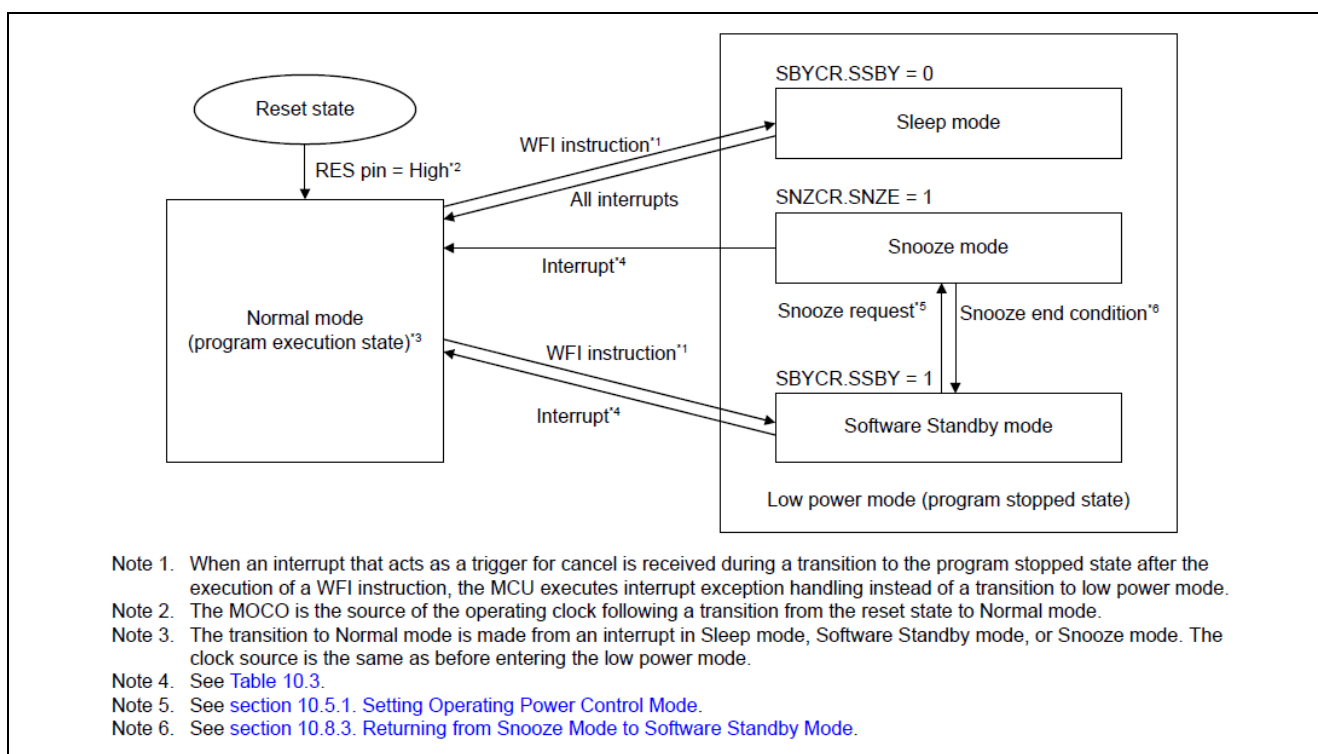 Reset state
RES pin = High*2
SBYCR.SSBY = 0
Sleep mode
WFI instruction*1
All interrupts
SNZCR.SNZE = 1
Snooze mode
Interrupt*4
Snooze request*5
Snooze end condition*6
Normal mode
(program execution state)*3
WFI instruction*1
Interrupt*4
SBYCR.SSBY = 1
Software Standby mode
Low power mode (program stopped state)
Note 1. When an interrupt that acts as a trigger for cancel is received during a transition to the program stopped state after the
execution of a WFI instruction, the MCU executes interrupt exception handling instead of a transition to low power mode.
Note 2. The MOCO is the source of the operating clock following a transition from the reset state to Normal mode.
Note 3. The transition to Normal mode is made from an interrupt in Sleep mode, Software Standby mode, or Snooze mode. The
clock source is the same as before entering the low power mode.
Note 4. See Table 10.3.
Note 5. See section 10.5.1. Setting Operating Power Control Mode.
Note 6. See section 10.8.3. Returning from Snooze Mode to Software Standby Mode.